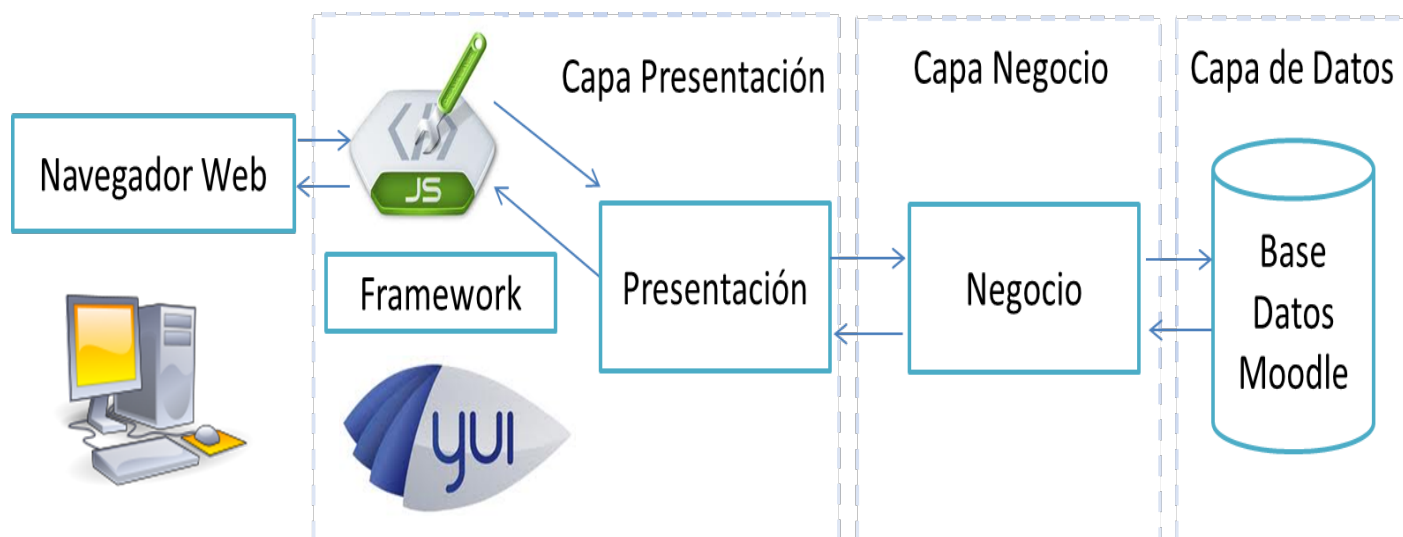 Capa Presentación
Capa Negocio
Capa de Datos
Navegador Web
</>
JS
Framework
Presentación
Negocio
Base
Datos
Moodle
yui